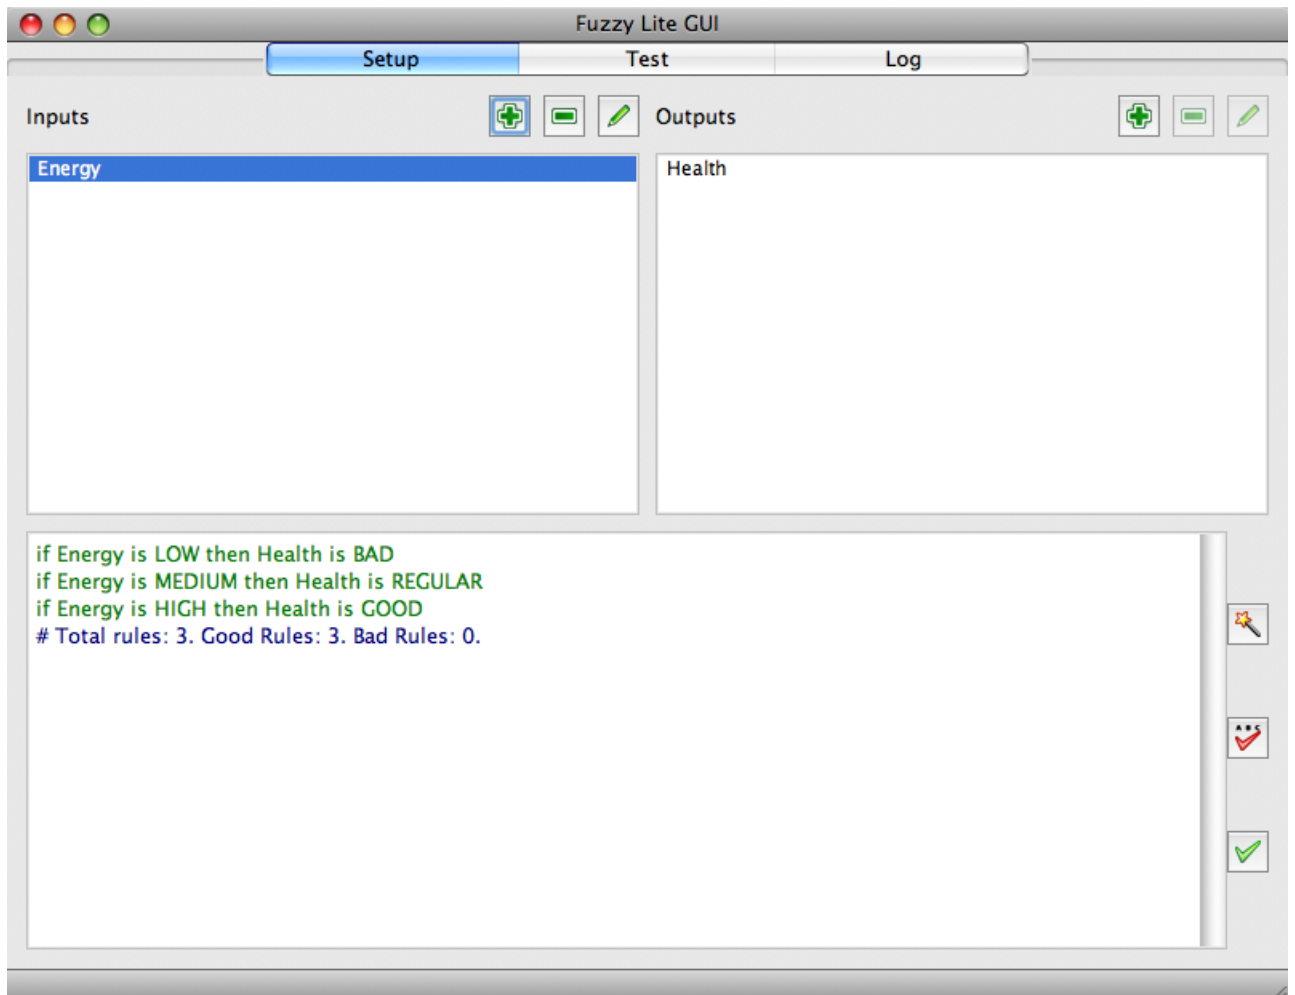 Fuzzy Lite GUI
Setup Test Log
Inputs Outputs
Energy Health
if Energy is LOW then Health is BAD
if Energy is MEDIUM then Health is REGULAR
if Energy is HIGH then Health is GOOD
# Total rules: 3. Good Rules: 3. Bad Rules: 0.
ABC